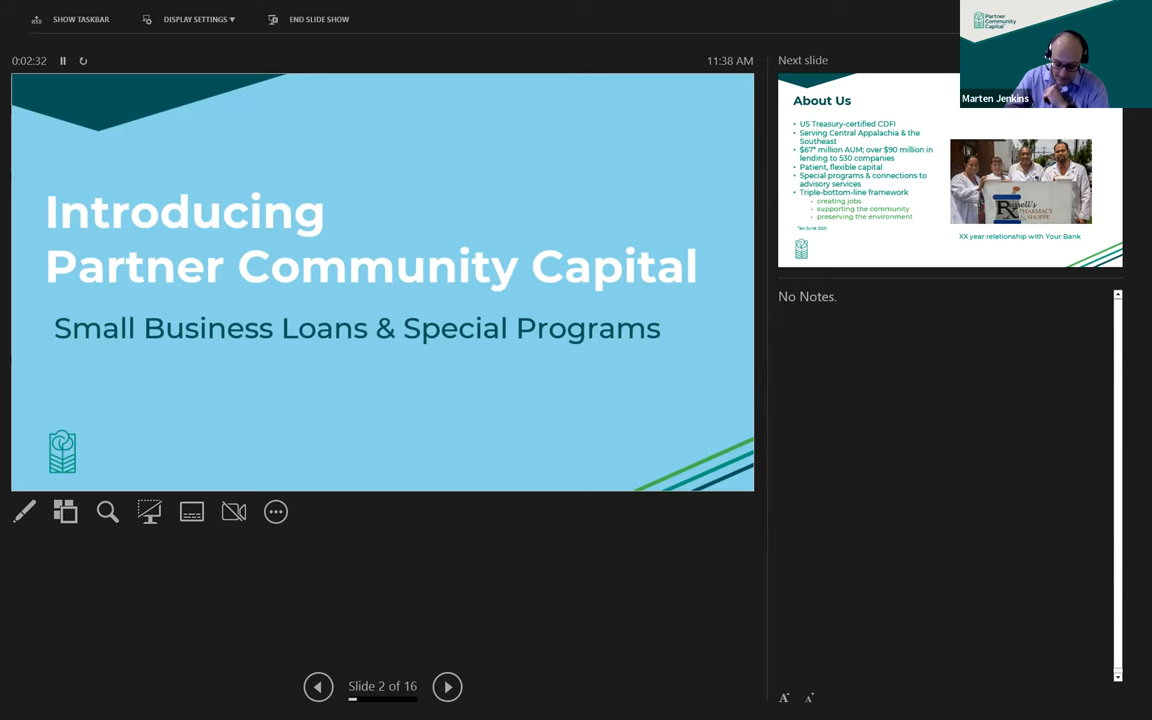 SHOW TASKBAR
DISPLAY SETTINGS ▼
END SLIDE SHOW
Partner
Community
Capital
Marten Jenkins
0:02:32
11:38 AM
Introducing
Partner Community Capital
Small Business Loans & Special Programs
Slide 2 of 16
Next slide
About Us
• US Treasury-certified CDFI
• Serving Central Appalachia & the
Southeast
• $67* million AUM; over $90 million in
lending to 530 companies
• Patient, flexible capital
• Special programs & connections to
advisory services
• Triple-bottom-line framework
◦ creating jobs
◦ supporting the community
◦ preserving the environment
June 2021
Rx
PHARMACY
& SHOPPE
XX year relationship with Your Bank
No Notes.
A
A